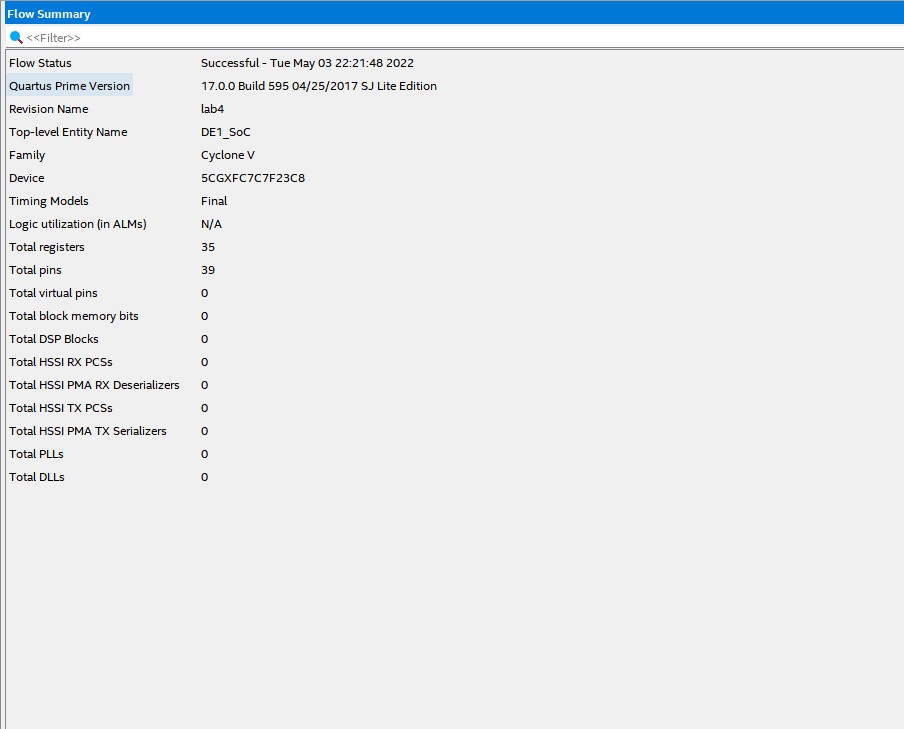 Flow Summary
<<Filter>>
Flow Status Successful - Tue May 03 22:21:48 2022
Quartus Prime Version 17.0.0 Build 595 04/25/2017 SJ Lite Edition
Revision Name lab4
Top-level Entity Name DE1_SoC
Family Cyclone V
Device 5CGXFC7C7F23C8
Timing Models Final
Logic utilization (in ALMs) N/A
Total registers 35
Total pins 39
Total virtual pins 0
Total block memory bits 0
Total DSP Blocks 0
Total HSSI RX PCSs 0
Total HSSI PMA RX Deserializers 0
Total HSSI TX PCSs 0
Total HSSI PMA TX Serializers 0
Total PLLs 0
Total DLLs 0